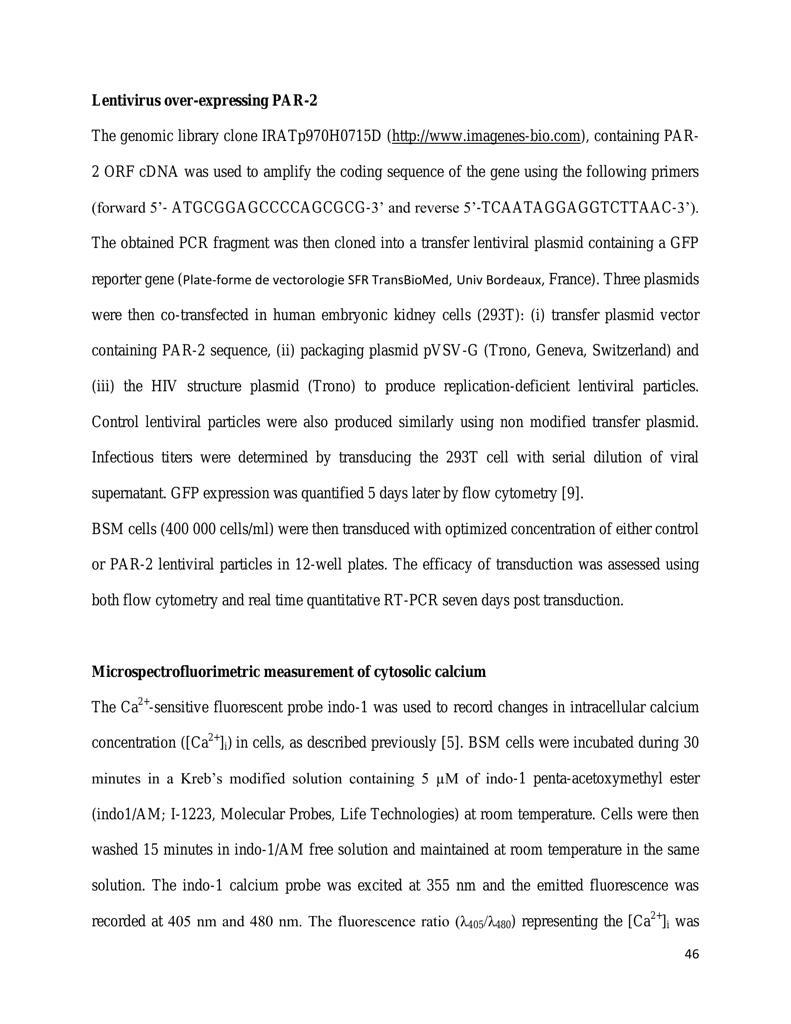 Lentivirus over-expressing PAR-2
The genomic library clone IRATp970H0715D (http://www.imagenes-bio.com), containing PAR-
2 ORF cDNA was used to amplify the coding sequence of the gene using the following primers
(forward 5’- ATGCGGAGCCCCAGCGCG-3’ and reverse 5’-TCAATAGGAGGTCTTAAC-3’).
The obtained PCR fragment was then cloned into a transfer lentiviral plasmid containing a GFP
reporter gene (Plate-forme de vectorologie SFR TransBioMed, Univ Bordeaux, France). Three plasmids
were then co-transfected in human embryonic kidney cells (293T): (i) transfer plasmid vector
containing PAR-2 sequence, (ii) packaging plasmid pVSV-G (Trono, Geneva, Switzerland) and
(iii) the HIV structure plasmid (Trono) to produce replication-deficient lentiviral particles.
Control lentiviral particles were also produced similarly using non modified transfer plasmid.
Infectious titers were determined by transducing the 293T cell with serial dilution of viral
supernatant. GFP expression was quantified 5 days later by flow cytometry [9].
BSM cells (400 000 cells/ml) were then transduced with optimized concentration of either control
or PAR-2 lentiviral particles in 12-well plates. The efficacy of transduction was assessed using
both flow cytometry and real time quantitative RT-PCR seven days post transduction.
Microspectrofluorimetric measurement of cytosolic calcium
The Ca²⁺-sensitive fluorescent probe indo-1 was used to record changes in intracellular calcium
concentration ([Ca²⁺]ᵢ) in cells, as described previously [5]. BSM cells were incubated during 30
minutes in a Kreb’s modified solution containing 5 µM of indo-1 penta-acetoxymethyl ester
(indo1/AM; I-1223, Molecular Probes, Life Technologies) at room temperature. Cells were then
washed 15 minutes in indo-1/AM free solution and maintained at room temperature in the same
solution. The indo-1 calcium probe was excited at 355 nm and the emitted fluorescence was
recorded at 405 nm and 480 nm. The fluorescence ratio (λ₄₀₅/λ₄₈₀) representing the [Ca²⁺]ᵢ was
46